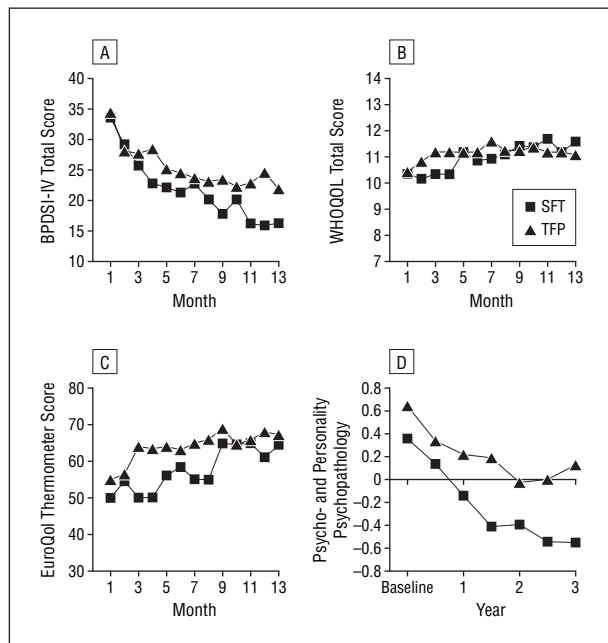 A
BPDSI-IV Total Score
40
35
30
25
20
15
10
1 3 5 7 9 11 13
Month
B
WHOQOL Total Score
14
13
12
11
10
9
8
7
SFT
TFP
1 3 5 7 9 11 13
Month
C
EuroQol Thermometer Score
80
70
60
50
40
30
1 3 5 7 9 11 13
Month
D
Psycho- and Personality
Psychopathology
0.8
0.6
0.4
0.2
0
–0.2
–0.4
–0.6
–0.8
Baseline 1 2 3
Year